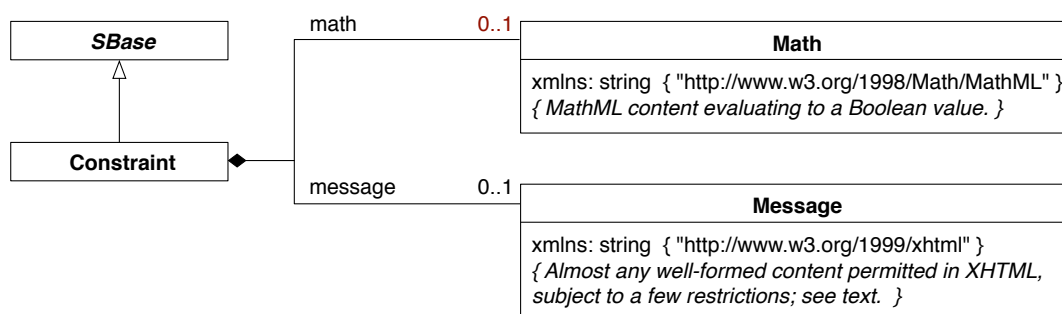 SBase
Constraint
math 0..1
Math
xmlns: string { "http://www.w3.org/1998/Math/MathML" }
{ MathML content evaluating to a Boolean value. }
message 0..1
Message
xmlns: string { "http://www.w3.org/1999/xhtml" }
{ Almost any well-formed content permitted in XHTML,
subject to a few restrictions; see text. }